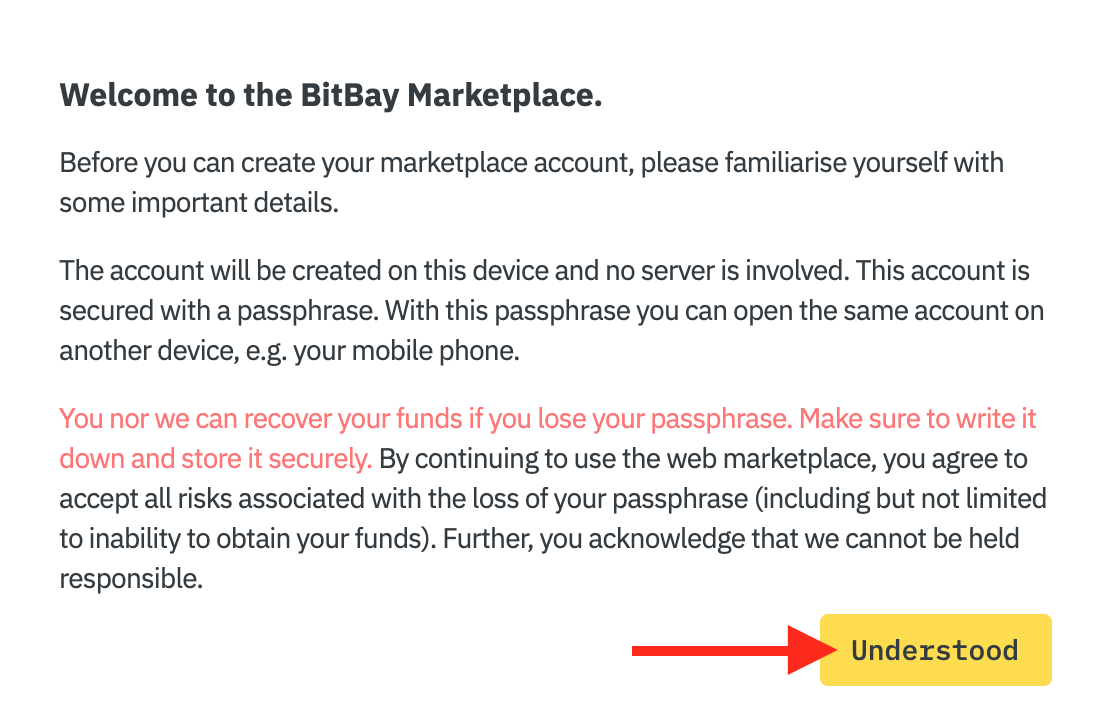 Welcome to the BitBay Marketplace.
Before you can create your marketplace account, please familiarise yourself with
some important details.
The account will be created on this device and no server is involved. This account is
secured with a passphrase. With this passphrase you can open the same account on
another device, e.g. your mobile phone.
You nor we can recover your funds if you lose your passphrase. Make sure to write it
down and store it securely. By continuing to use the web marketplace, you agree to
accept all risks associated with the loss of your passphrase (including but not limited
to inability to obtain your funds). Further, you acknowledge that we cannot be held
responsible.
Understood